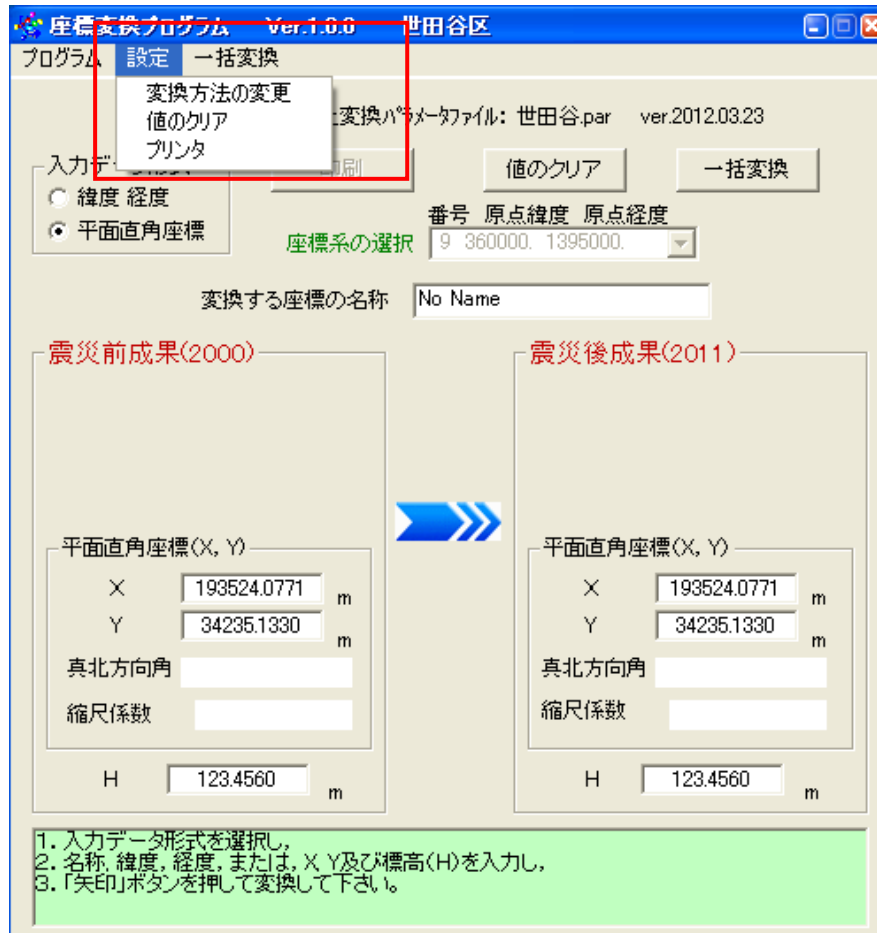 座標変換プログラム Ver.1.0.0 世田谷区
プログラム 設定 一括変換
変換方法の変更
値のクリア
プリンタ
変換パラメータファイル: 世田谷.par ver.2012.03.23
入力デ
印刷 値のクリア 一括変換
緯度 経度
平面直角座標
番号 原点緯度 原点経度
座標系の選択 9 360000. 1395000.
変換する座標の名称 No Name
震災前成果(2000)
平面直角座標(X, Y)
X 193524.0771 m
Y 34235.1330 m
真北方向角
縮尺係数
H 123.4560 m
震災後成果(2011)
平面直角座標(X, Y)
X 193524.0771 m
Y 34235.1330 m
真北方向角
縮尺係数
H 123.4560 m
1. 入力データ形式を選択し,
2. 名称, 緯度, 経度, または, X, Y及び標高(H)を入力し,
3. 「矢印」ボタンを押して変換して下さい。